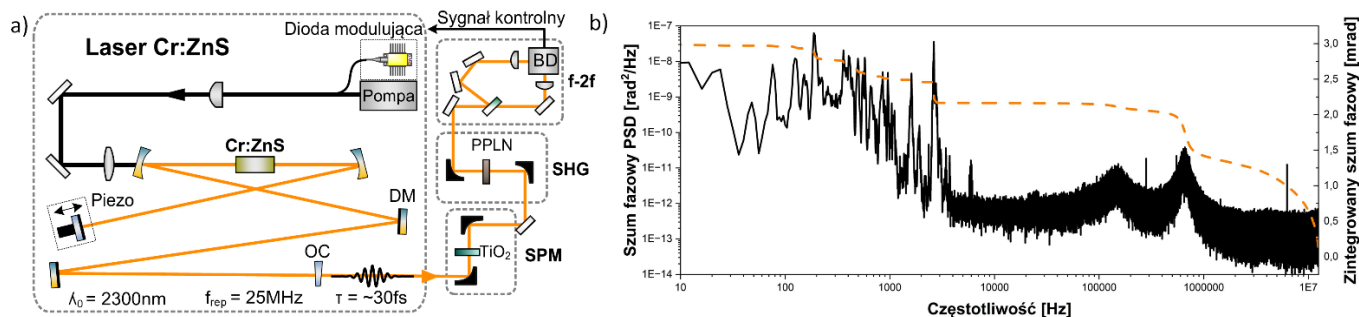 a)
Laser Cr:ZnS
Dioda modulująca
Sygnał kontrolny
BD
f-2f
Pompa
Cr:ZnS
PPLN
SHG
Piezo
DM
OC
TiO₂
SPM
λ₀ = 2300nm
f_rep = 25MHz
τ = ~30fs
b)
Szum fazowy PSD [rad²/Hz]
1E-7
1E-8
1E-9
1E-10
1E-11
1E-12
1E-13
1E-14
10
100
1000
10000
100000
1000000
1E7
Częstotliwość [Hz]
3,0
2,5
2,0
1,5
1,0
0,5
0,0
Zintegrowany szum fazowy [mrad]